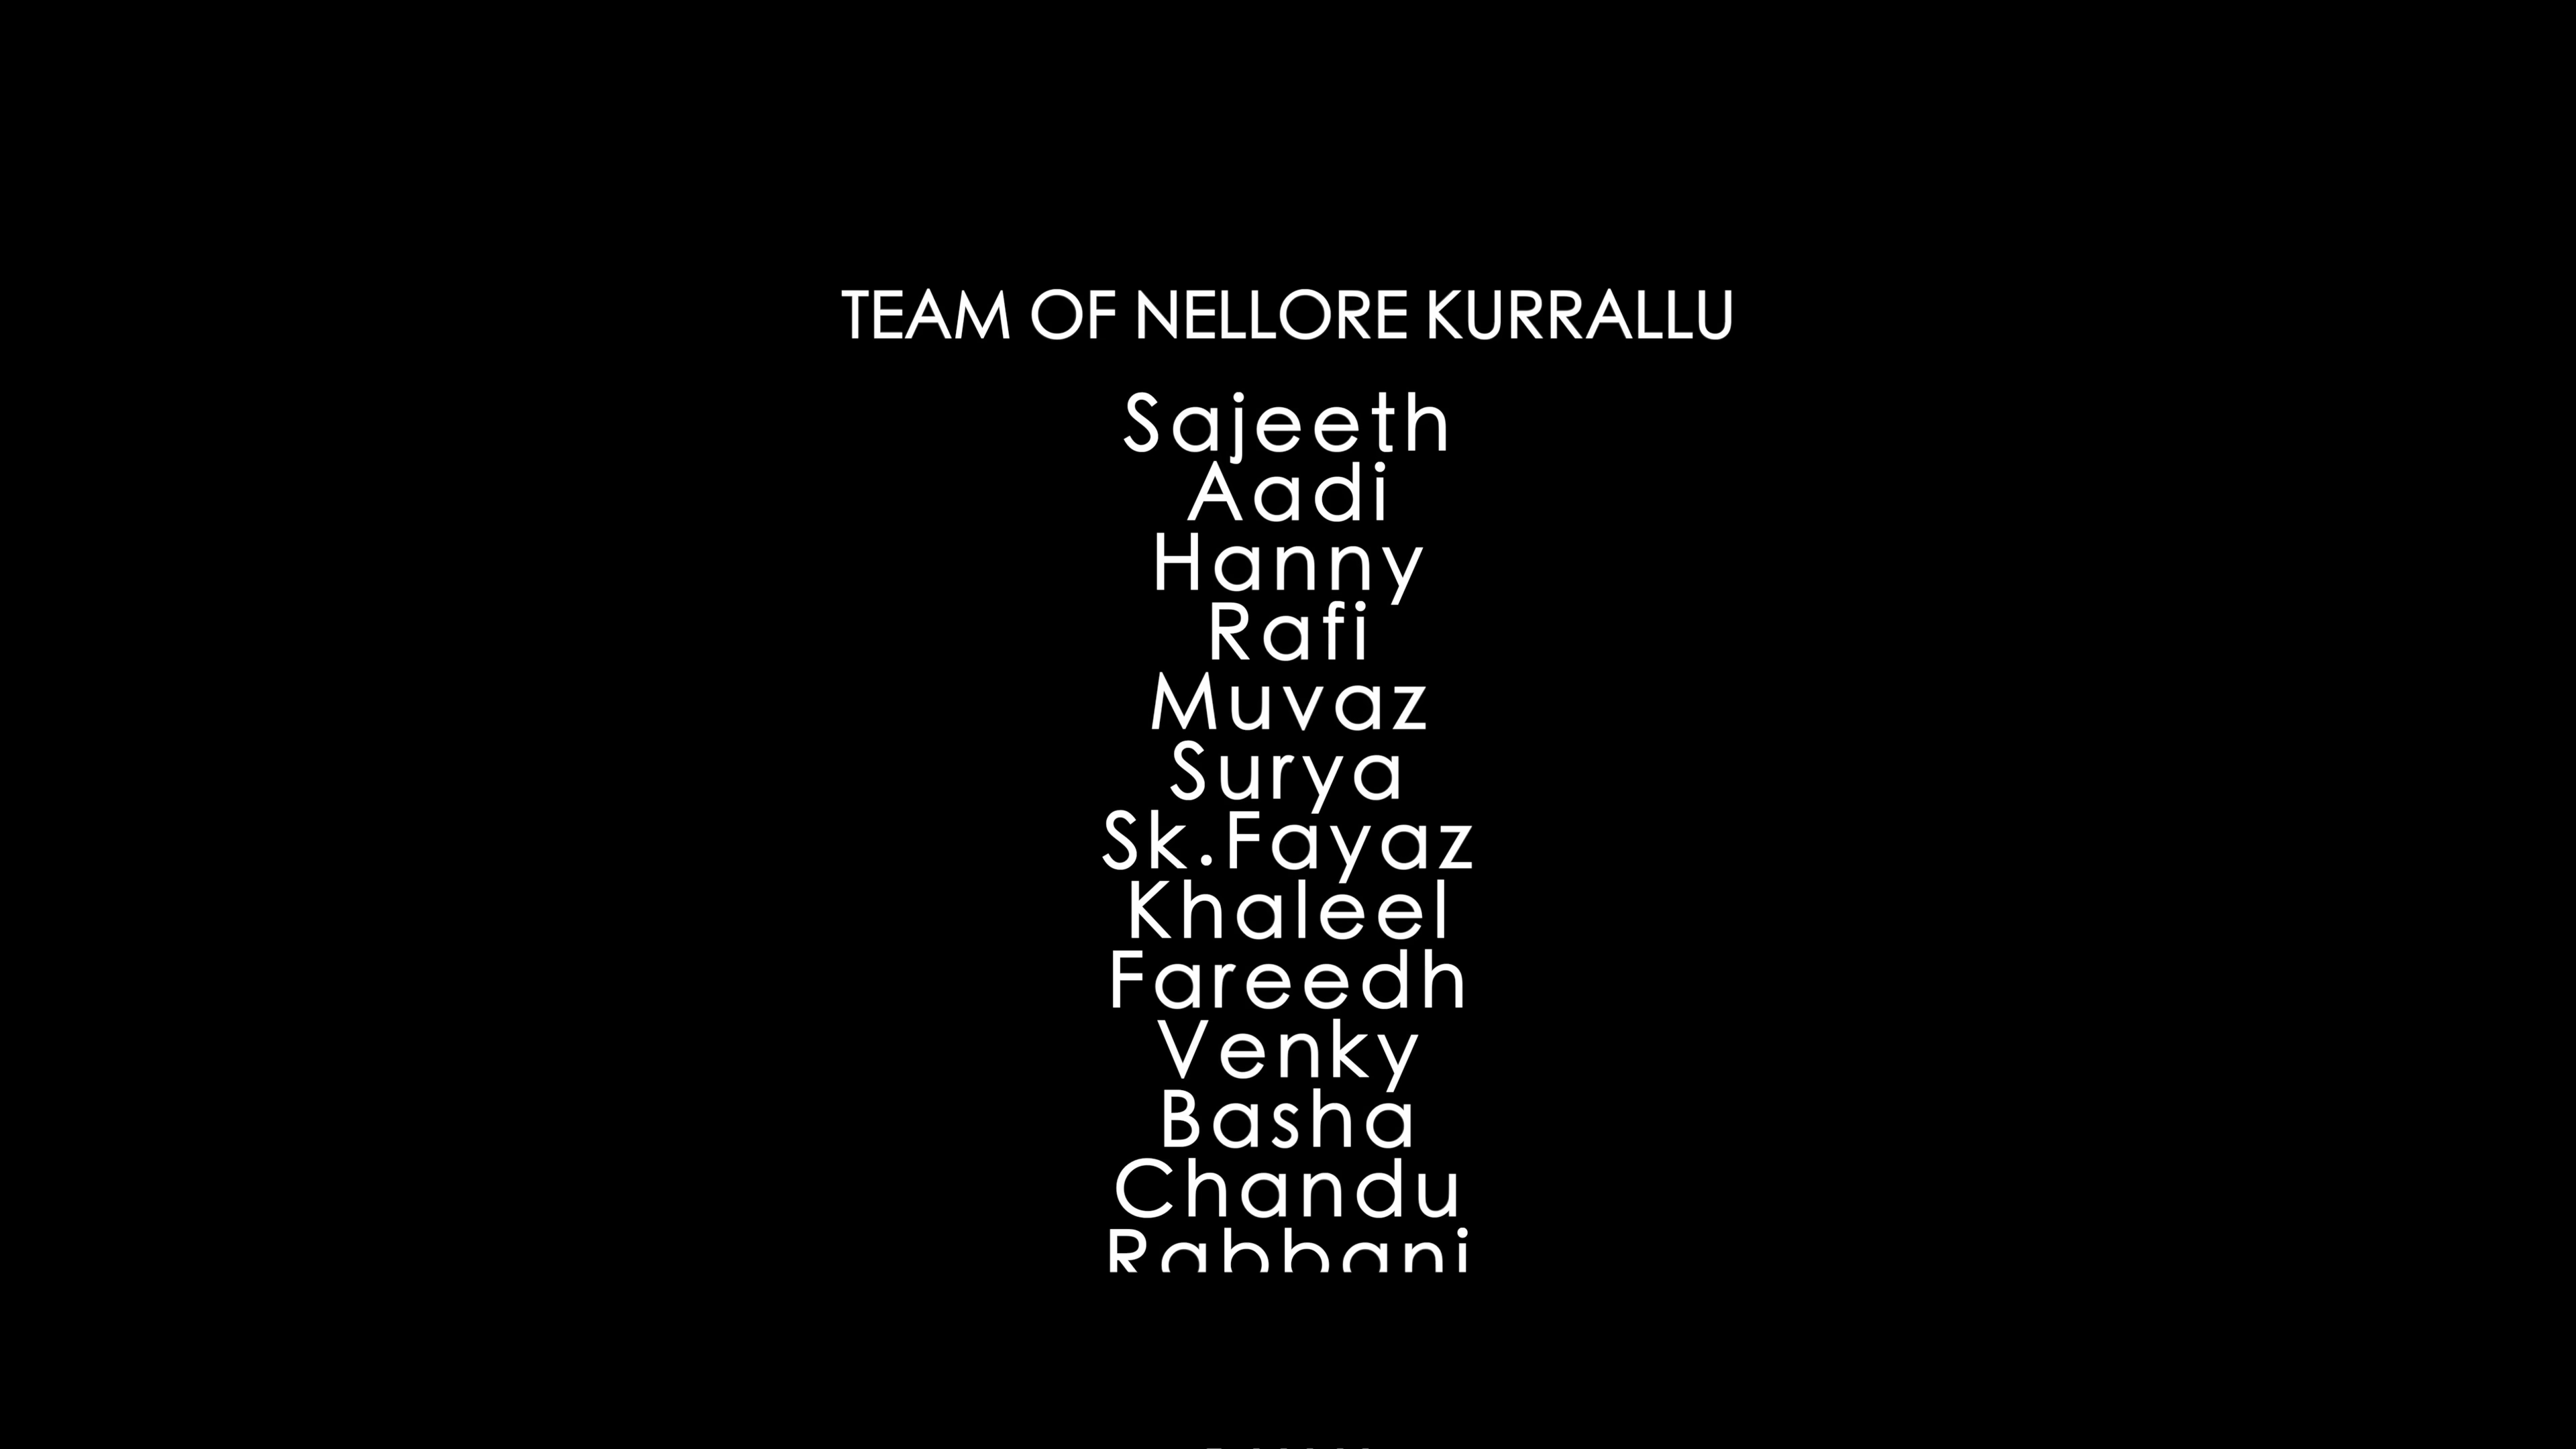 TEAM OF NELLORE KURRALLU
Sajeeth
Aadi
Hanny
Rafi
Muvaz
Surya
Sk.Fayaz
Khaleel
Fareedh
Venky
Basha
Chandu
Rabbani